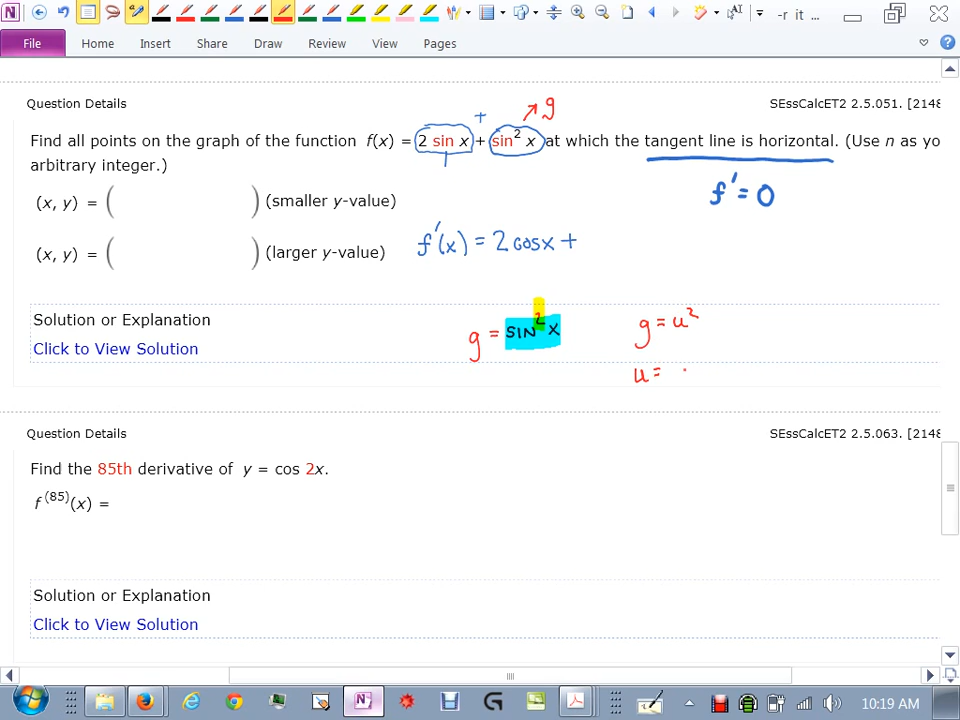 -r it ...
File Home Insert Share Draw Review View Pages
Question Details SEssCalcET2 2.5.051. [2148
+ g
Find all points on the graph of the function f(x) = 2 sin x + sin² x at which the tangent line is horizontal. (Use n as yo
arbitrary integer.)
f' = 0
(x, y) = ( ) (smaller y-value)
f'(x) = 2 cosx +
(x, y) = ( ) (larger y-value)
Solution or Explanation
g = SIN² X g = u²
Click to View Solution
u =
Question Details SEssCalcET2 2.5.063. [2148
Find the 85th derivative of y = cos 2x.
f (85)(x) =
Solution or Explanation
Click to View Solution
10:19 AM